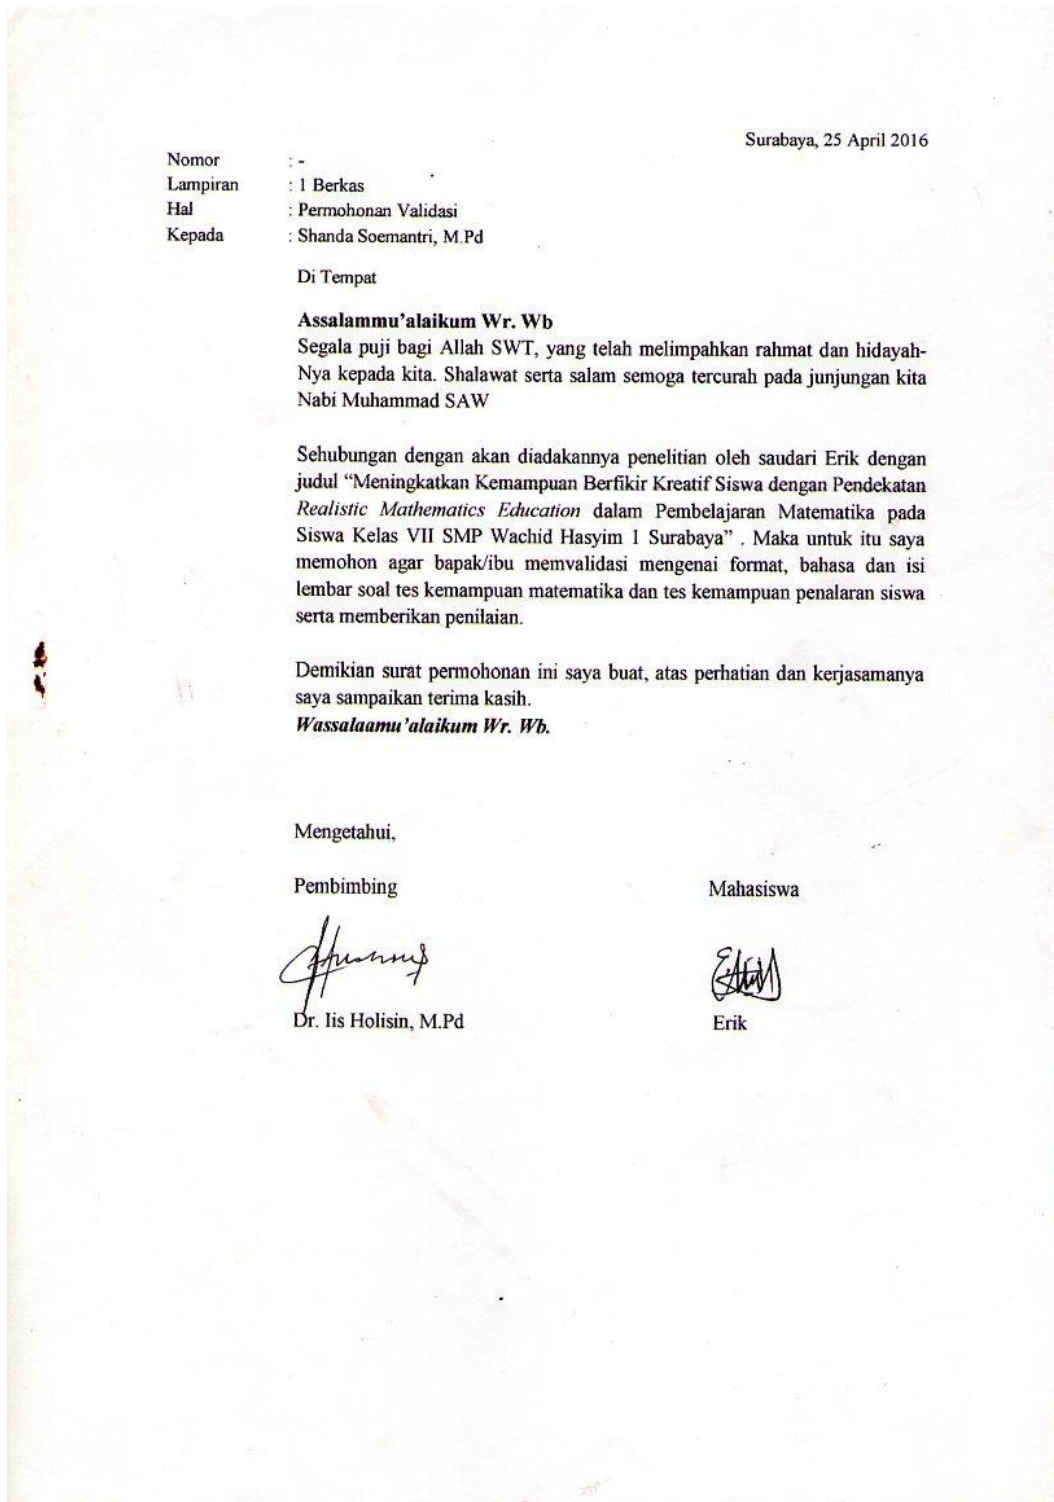 Surabaya, 25 April 2016
Nomor : -
Lampiran : 1 Berkas
Hal : Permohonan Validasi
Kepada : Shanda Soemantri, M.Pd
Di Tempat
Assalammu’alaikum Wr. Wb
Segala puji bagi Allah SWT, yang telah melimpahkan rahmat dan hidayah-
Nya kepada kita. Shalawat serta salam semoga tercurah pada junjungan kita
Nabi Muhammad SAW
Sehubungan dengan akan diadakannya penelitian oleh saudari Erik dengan
judul “Meningkatkan Kemampuan Berfikir Kreatif Siswa dengan Pendekatan
Realistic Mathematics Education dalam Pembelajaran Matematika pada
Siswa Kelas VII SMP Wachid Hasyim 1 Surabaya” . Maka untuk itu saya
memohon agar bapak/ibu memvalidasi mengenai format, bahasa dan isi
lembar soal tes kemampuan matematika dan tes kemampuan penalaran siswa
serta memberikan penilaian.
Demikian surat permohonan ini saya buat, atas perhatian dan kerjasamanya
saya sampaikan terima kasih.
Wassalaamu’alaikum Wr. Wb.
Mengetahui,
Pembimbing Mahasiswa
Dr. Iis Holisin, M.Pd Erik